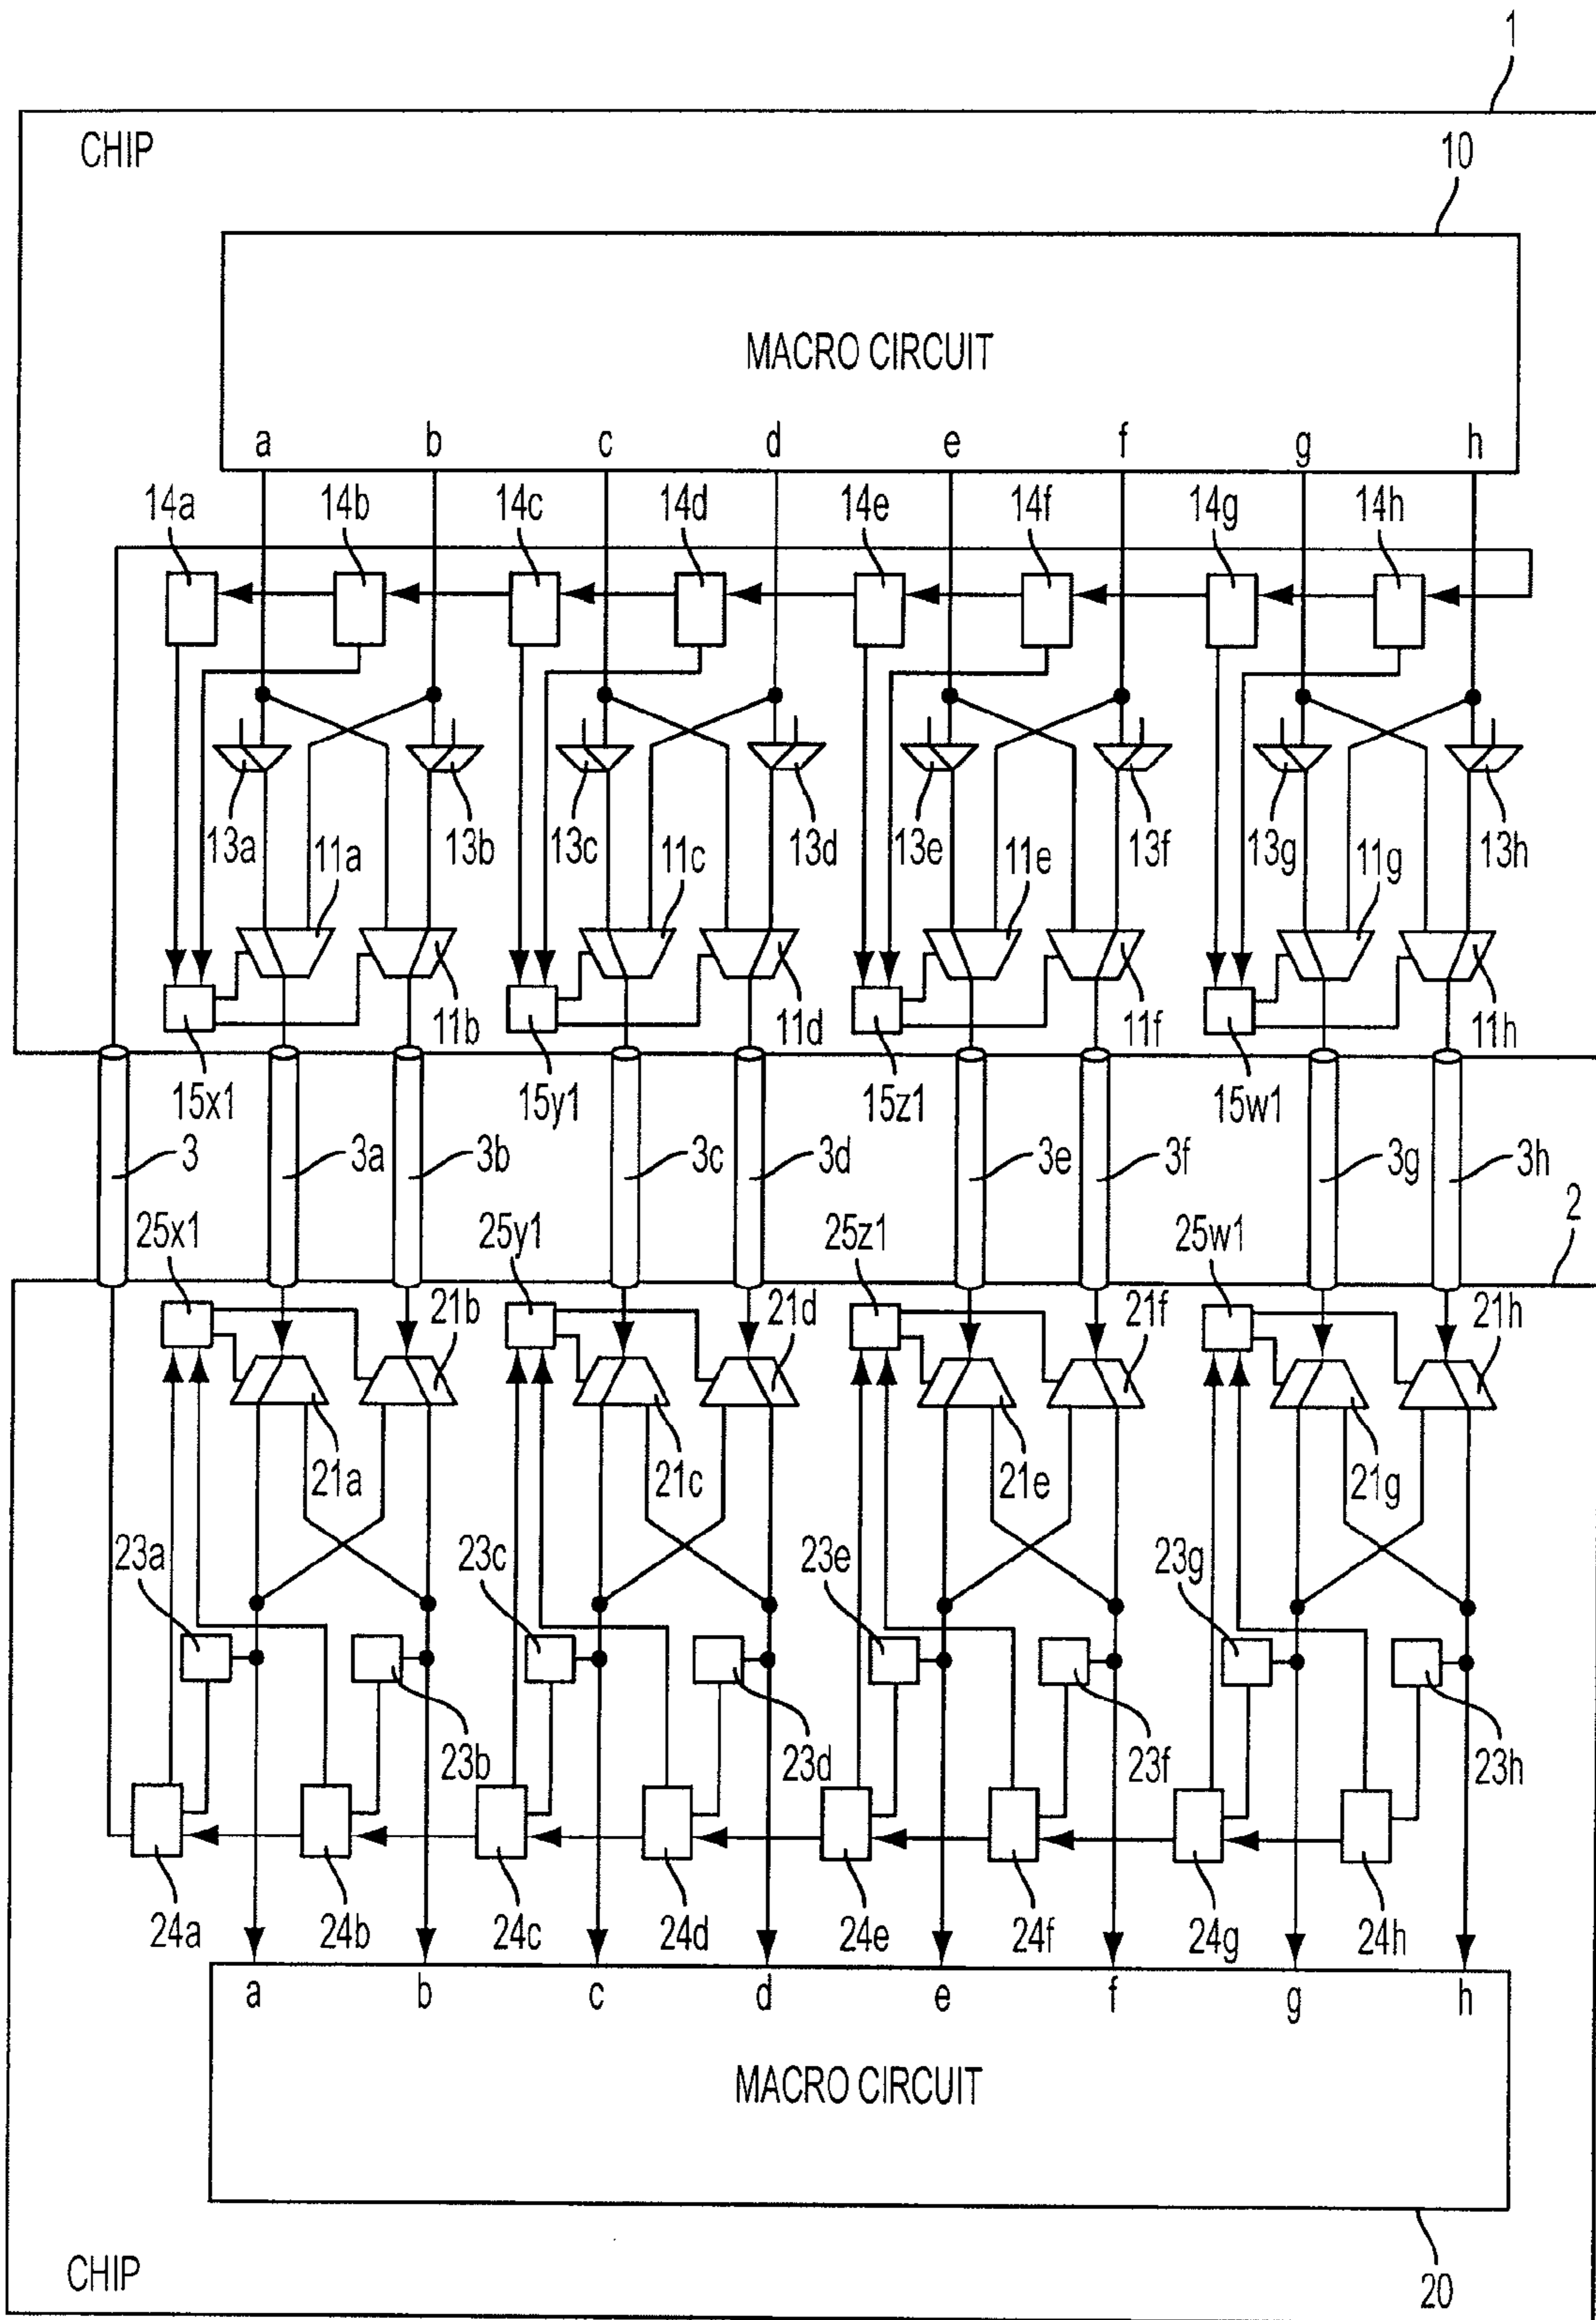 1
CHIP
10
MACRO CIRCUIT
a b c d e f g h
14a 14b 14c 14d 14e 14f 14g 14h
13a 11a 13b 13c 11c 13d 13e 11e 13f 13g 11g 13h
11b 11d 11f 11h
15x1 15y1 15z1 15w1
3 3a 3b 3c 3d 3e 3f 3g 3h
2
25x1 25y1 25z1 25w1
21b 21d 21f 21h
21a 21c 21e 21g
23a 23c 23e 23g
23b 23d 23f 23h
24a 24b 24c 24d 24e 24f 24g 24h
a b c d e f g h
MACRO CIRCUIT
CHIP
20